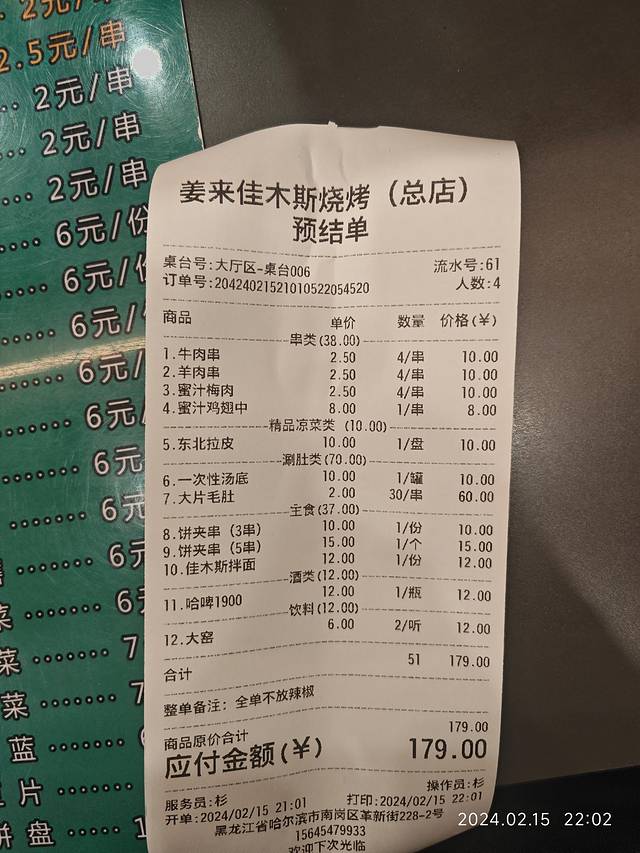 2元/串
2.5元/串
2元/串
2元/串
2元/串
6元/份
6元/份
6元/
6元/
6元/
6元
6元
6元
6元
菜 7
菜 7
蓝
片
饼 盘
姜来佳木斯烧烤（总店）
预结单
桌台号:大厅区-桌台006 流水号:61
订单号:20424021521010522054520 人数:4
商品 单价 数量 价格(￥)
串类(38.00)
1.牛肉串 2.50 4/串 10.00
2.羊肉串 2.50 4/串 10.00
3.蜜汁梅肉 2.50 4/串 10.00
4.蜜汁鸡翅中 8.00 1/串 8.00
精品凉菜类 (10.00)
5.东北拉皮 10.00 1/盘 10.00
涮肚类(70.00)
6.一次性汤底 10.00 1/罐 10.00
7.大片毛肚 2.00 30/串 60.00
主食(37.00)
8.饼夹串（3串） 10.00 1/份 10.00
9.饼夹串（5串） 15.00 1/个 15.00
10.佳木斯拌面 12.00 1/份 12.00
酒类(12.00)
11.哈啤1900 12.00 1/瓶 12.00
饮料(12.00)
12.大窑 6.00 2/听 12.00
合计 51 179.00
整单备注：全单不放辣椒
商品原价合计 179.00
应付金额(￥) 179.00
服务员:杉 操作员:杉
开单:2024/02/15 21:01 打印:2024/02/15 22:01
黑龙江省哈尔滨市南岗区革新街228-2号
15645479933
欢迎下次光临
2024.02.15 22:02